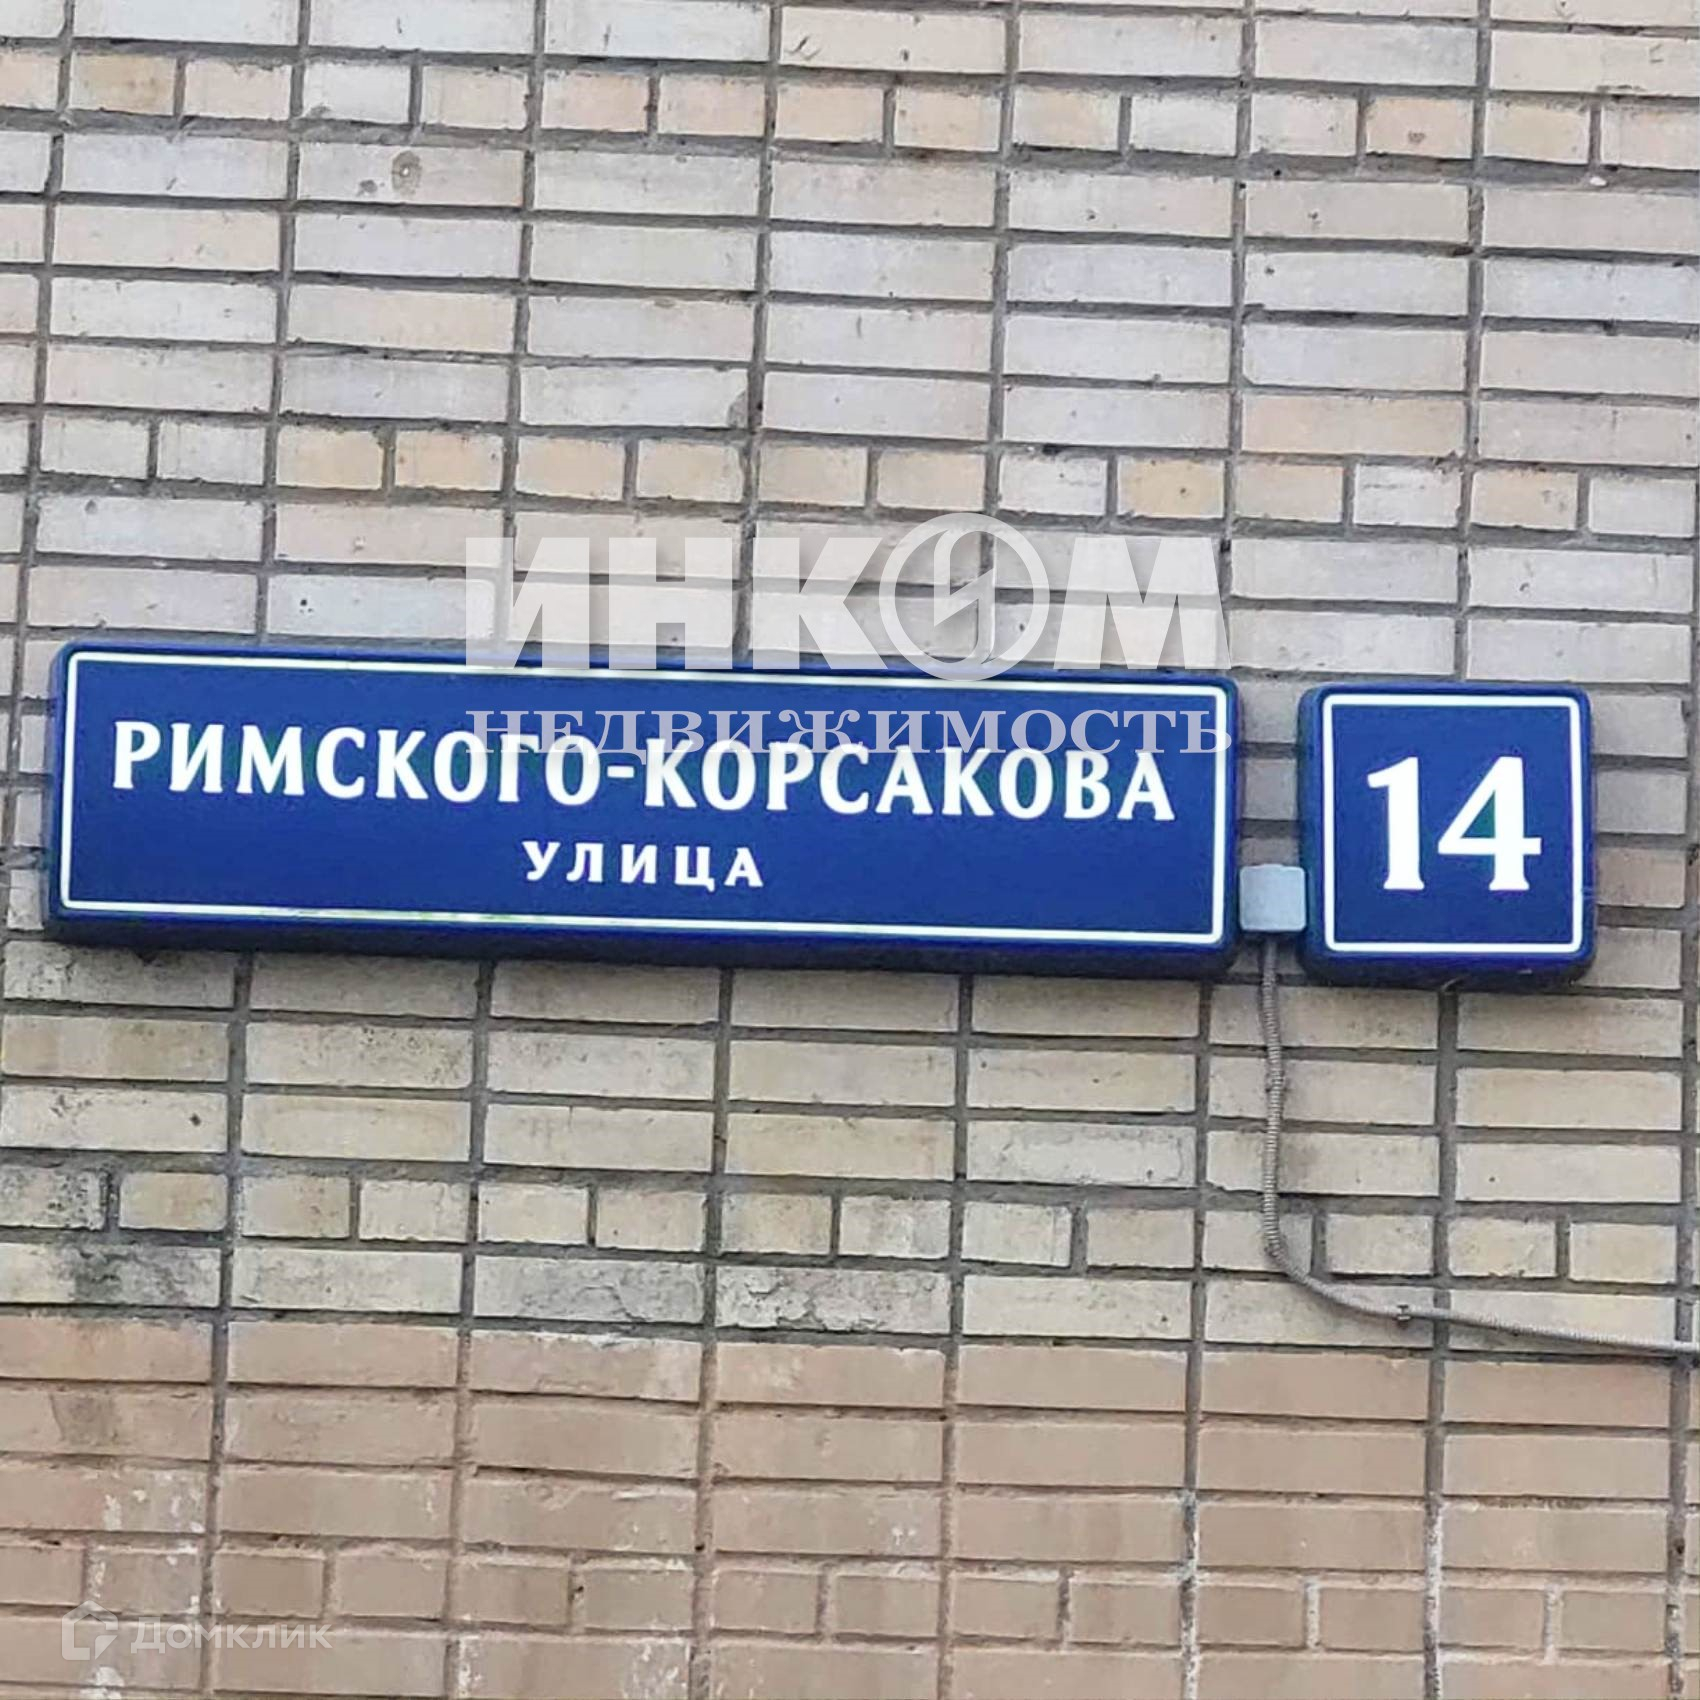 ИНКОМ
НЕДВИЖИМОСТЬ
РИМСКОГО-КОРСАКОВА
УЛИЦА
14
Домклик